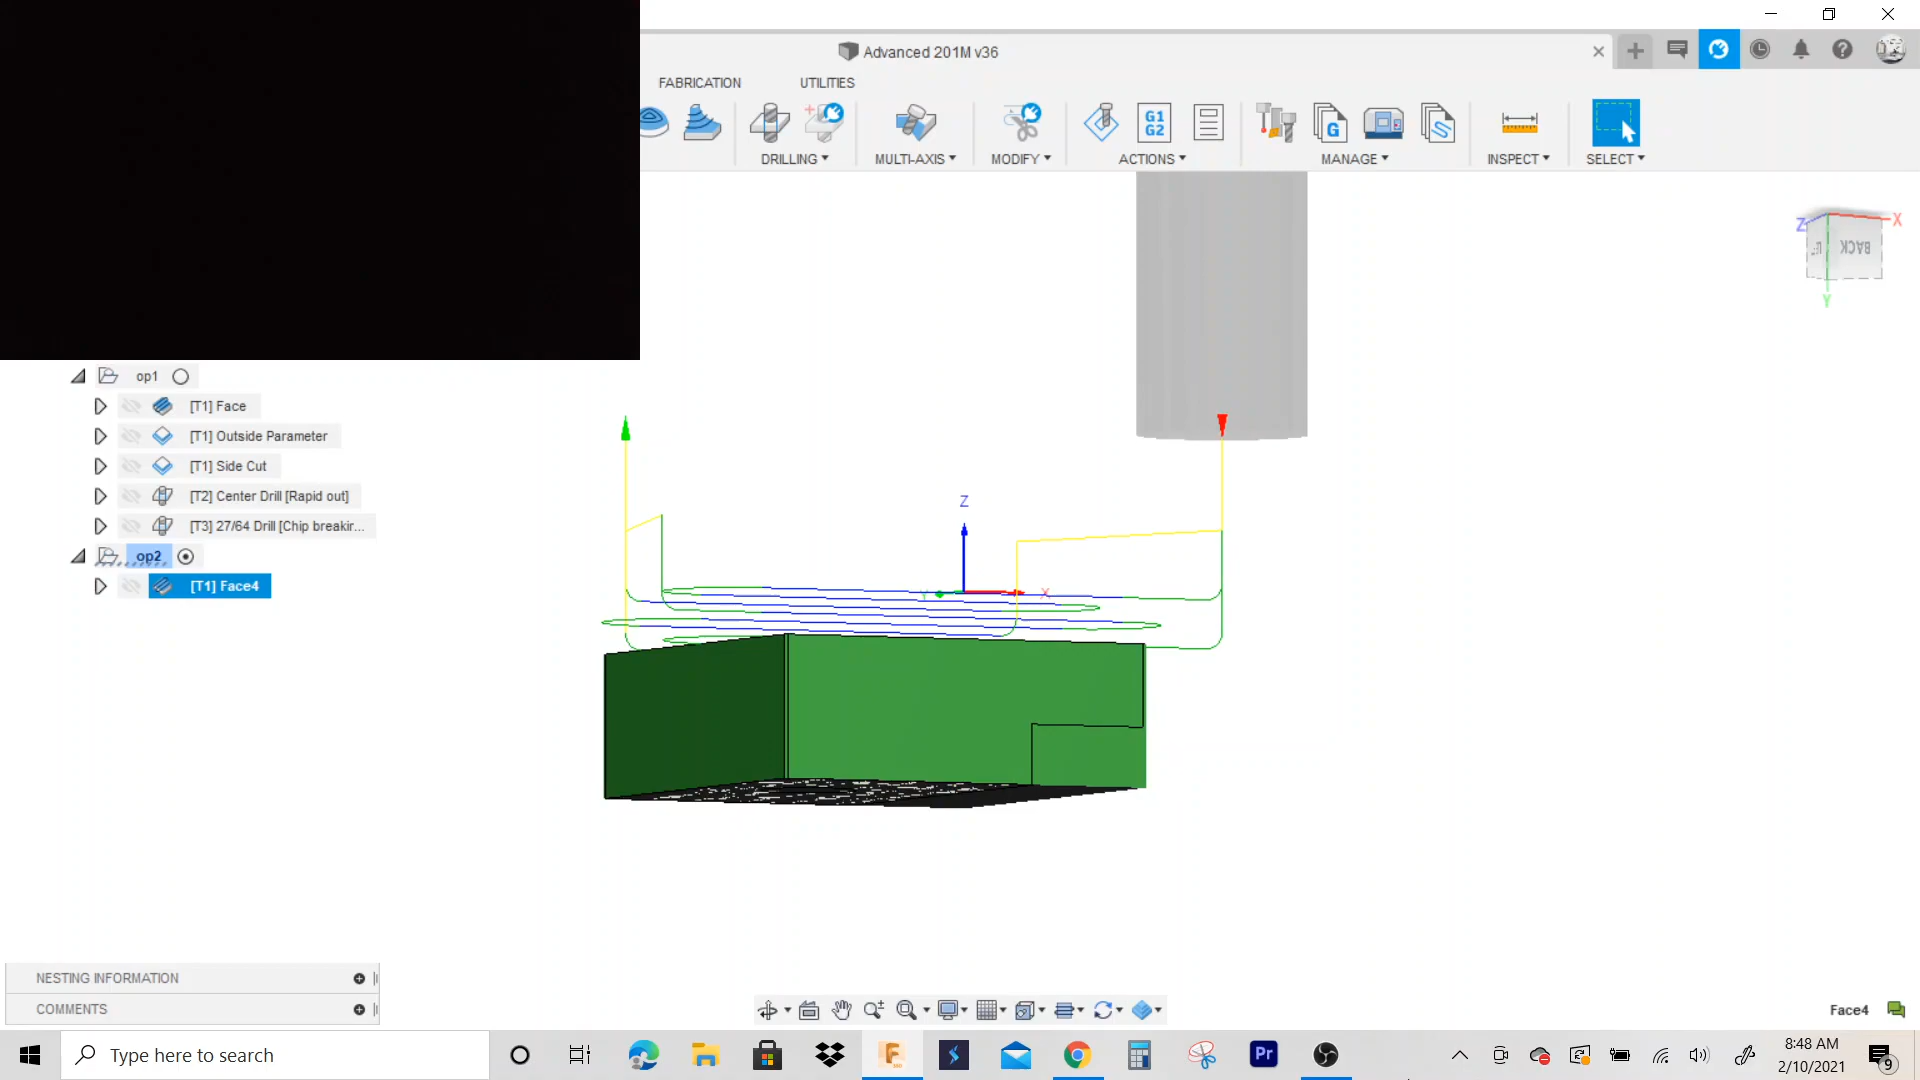 Advanced 201M v36
FABRICATION UTILITIES
G1
G2
G
DRILLING MULTI-AXIS MODIFY ACTIONS MANAGE INSPECT SELECT
Z X
BACK
Y
op1
[T1] Face
[T1] Outside Parameter
[T1] Side Cut
[T2] Center Drill [Rapid out]
[T3] 27/64 Drill [Chip breakir...
op2
[T1] Face4
Z
Y X
NESTING INFORMATION
COMMENTS
Face4
Type here to search
Pr
8:48 AM
2/10/2021
9